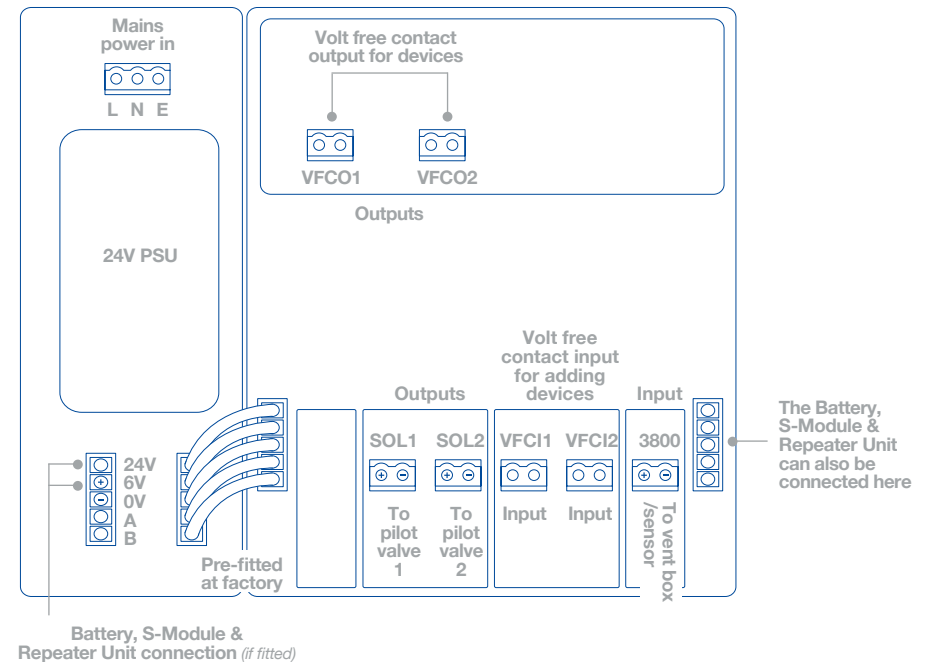 Mains
power in
L N E
24V PSU
24V
6V
0V
A
B
Pre-fitted
at factory
Battery, S-Module &
Repeater Unit connection (if fitted)
Volt free contact
output for devices
VFCO1
VFCO2
Outputs
Outputs
SOL1
SOL2
To
pilot
valve
1
To
pilot
valve
2
Volt free
contact input
for adding
devices
VFCI1
VFCI2
Input
Input
Input
3800
To vent box
/sensor
The Battery,
S-Module &
Repeater Unit
can also be
connected here